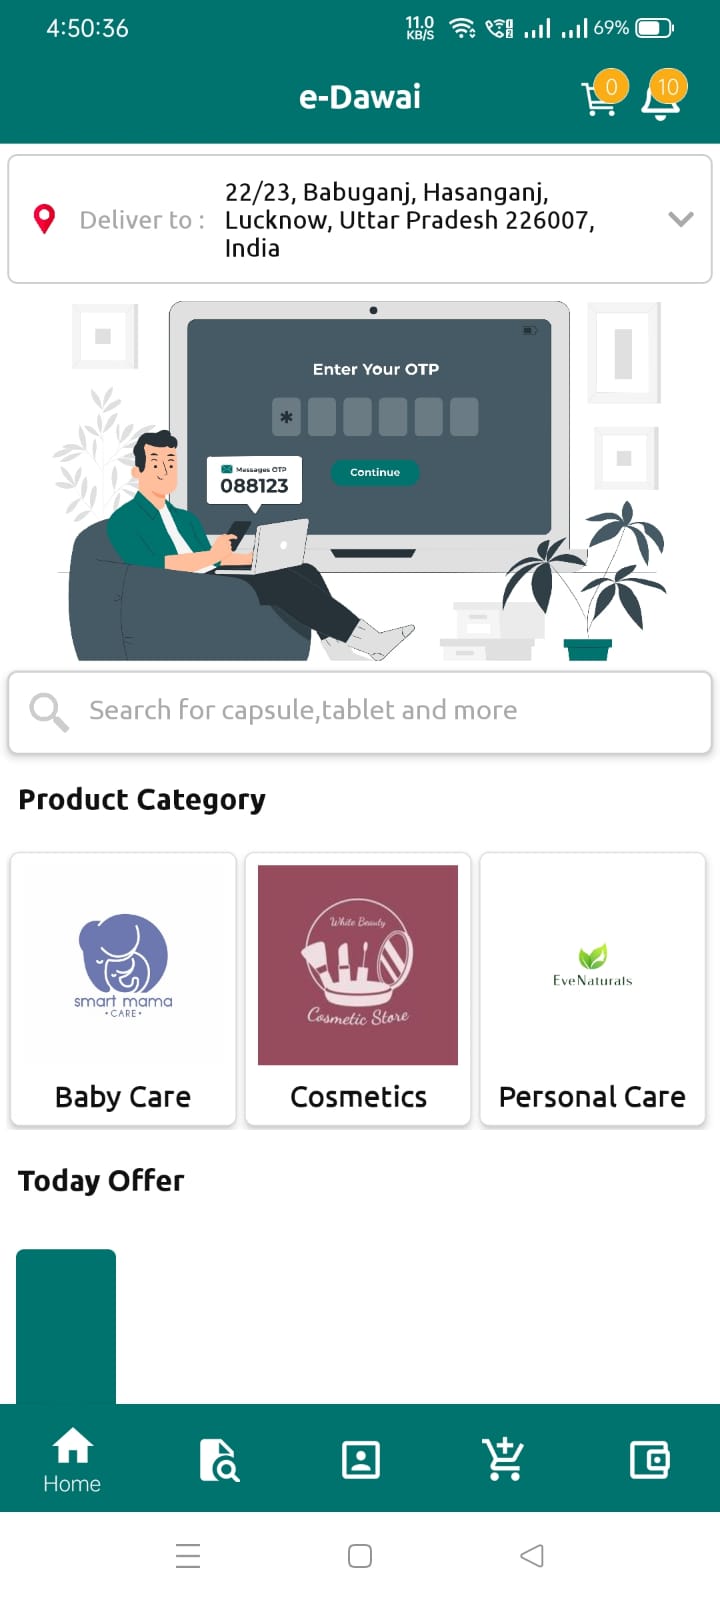 4:50:36
11.0
KB/S
69%
e-Dawai
0
10
Deliver to :
22/23, Babuganj, Hasanganj,
Lucknow, Uttar Pradesh 226007,
India
Enter Your OTP
*
Messages OTP
088123
Continue
Search for capsule,tablet and more
Product Category
smart mama
•CARE•
White Beauty
Cosmetic Store
EveNaturals
Baby Care
Cosmetics
Personal Care
Today Offer
Home